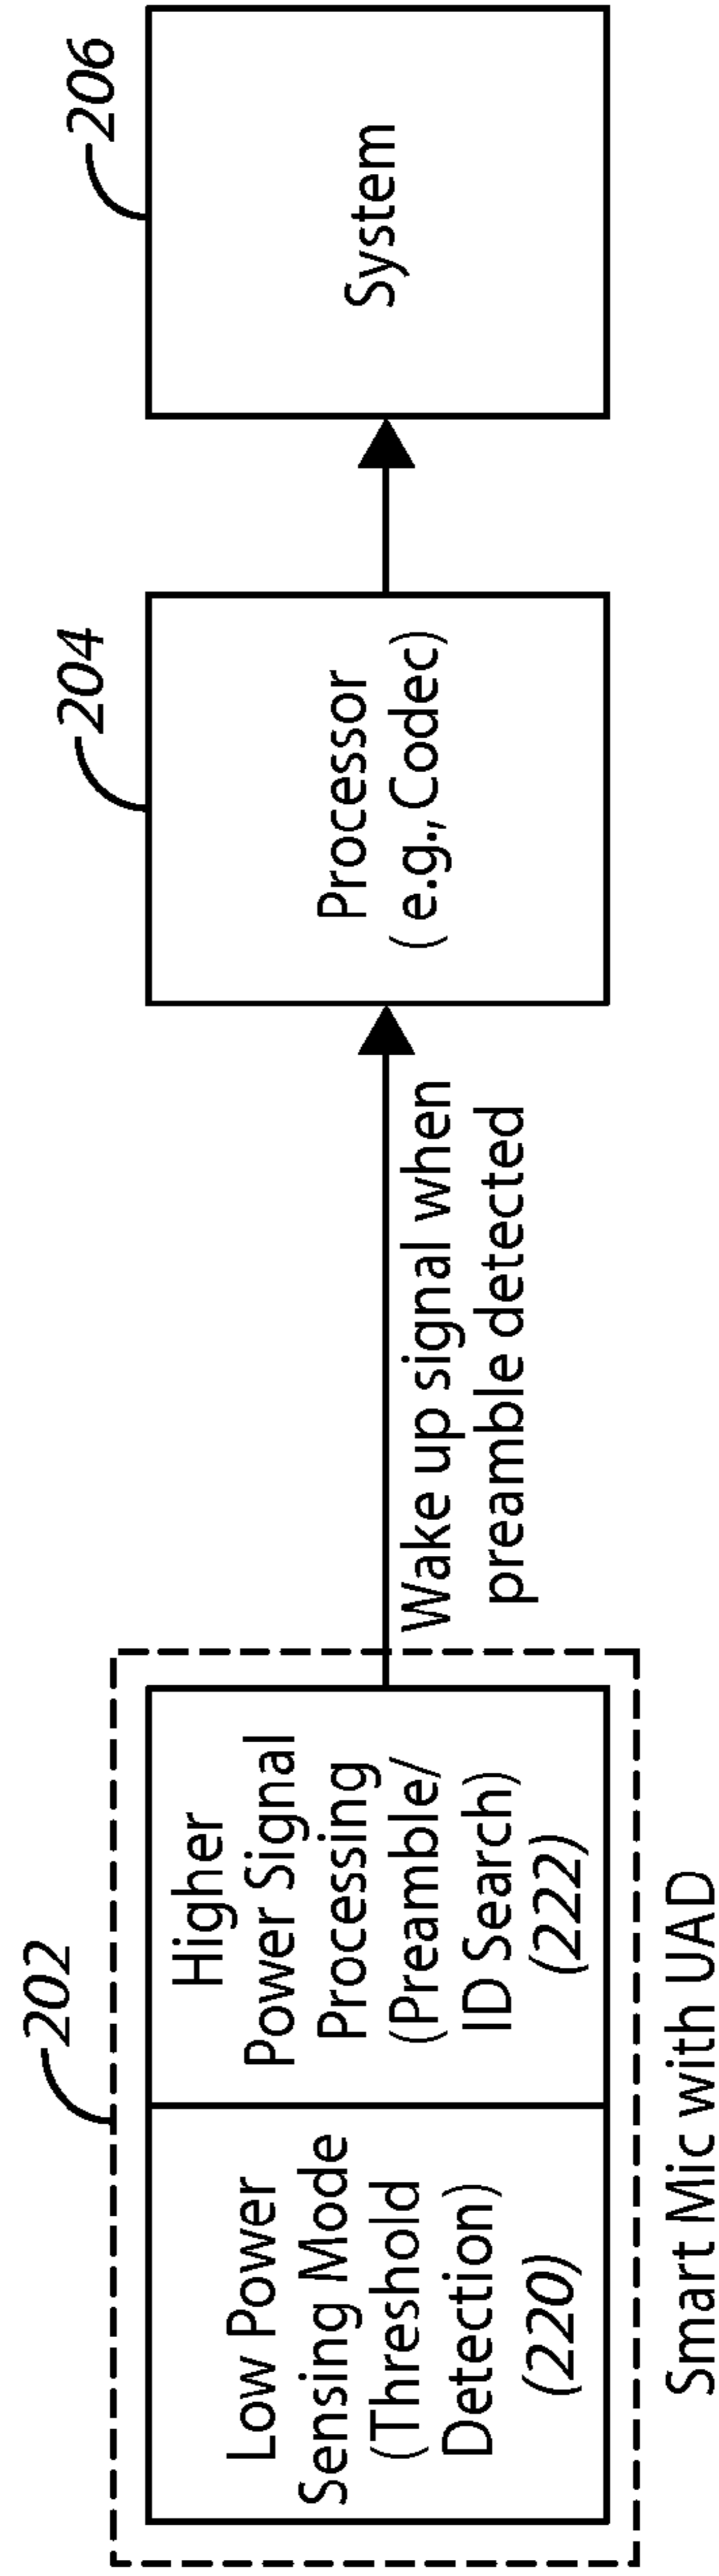 202
Low Power
Sensing Mode
(Threshold
Detection)
(220)
Higher
Power Signal
Processing
(Preamble/
ID Search)
(222)
Smart Mic with UAD
Wake up signal when
preamble detected
204
Processor
( e.g., Codec)
206
System